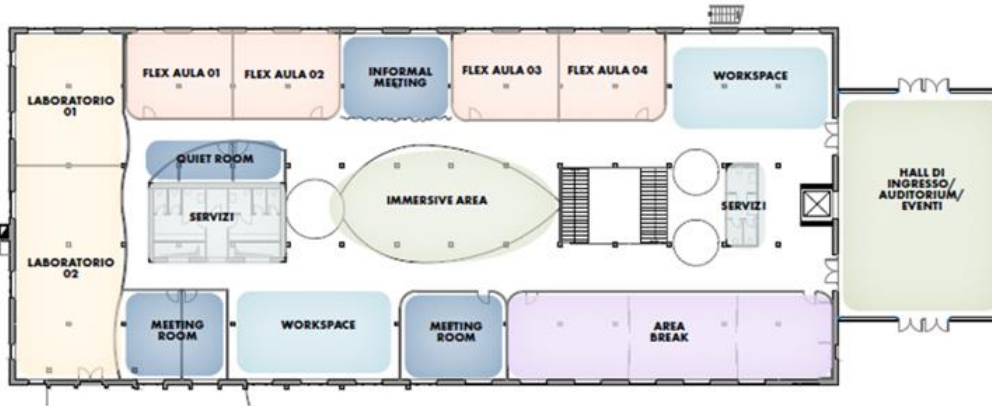 LABORATORIO
01
FLEX AULA 01
FLEX AULA 02
INFORMAL
MEETING
FLEX AULA 03
FLEX AULA 04
WORKSPACE
QUIET ROOM
SERVIZI
IMMERSIVE AREA
SERVIZI
HALL DI
INGRESSO/
AUDITORIUM/
EVENTI
LABORATORIO
02
MEETING
ROOM
WORKSPACE
MEETING
ROOM
AREA
BREAK